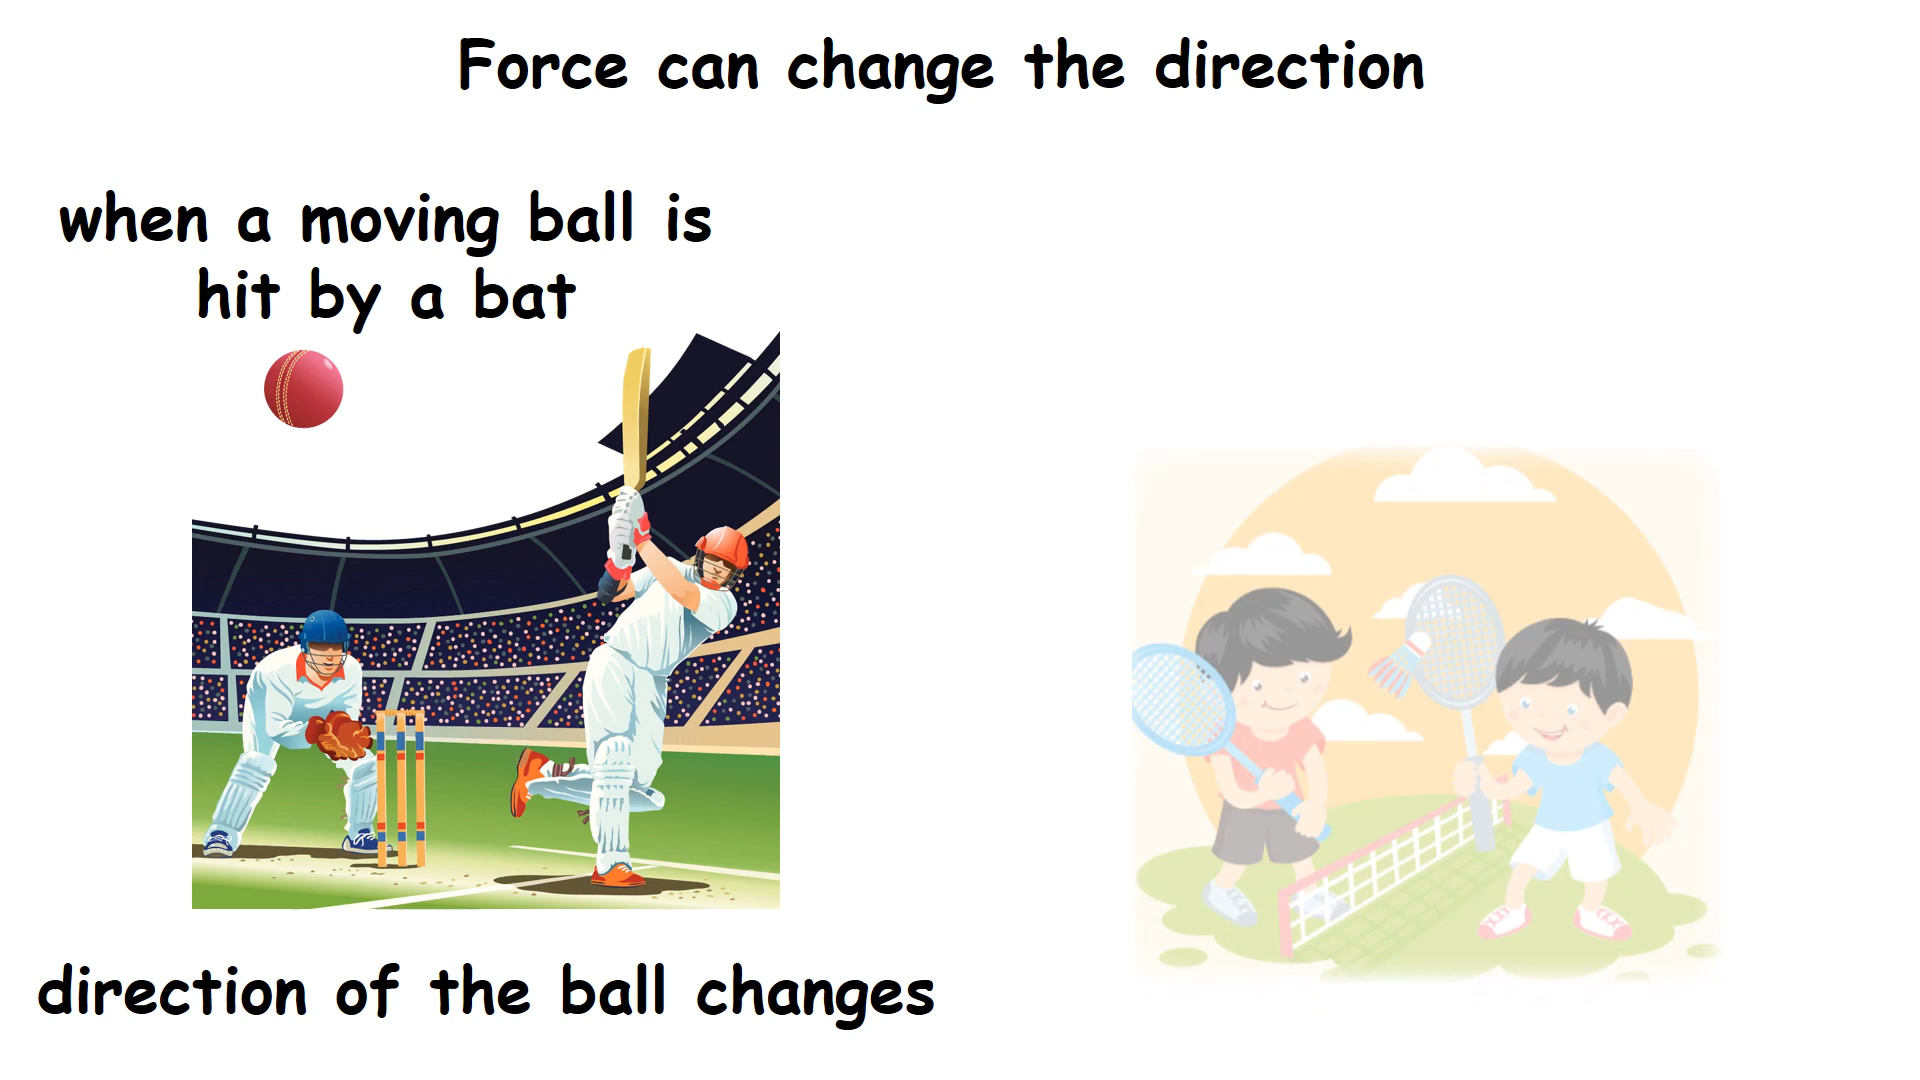 Force can change the direction
when a moving ball is
hit by a bat
direction of the ball changes